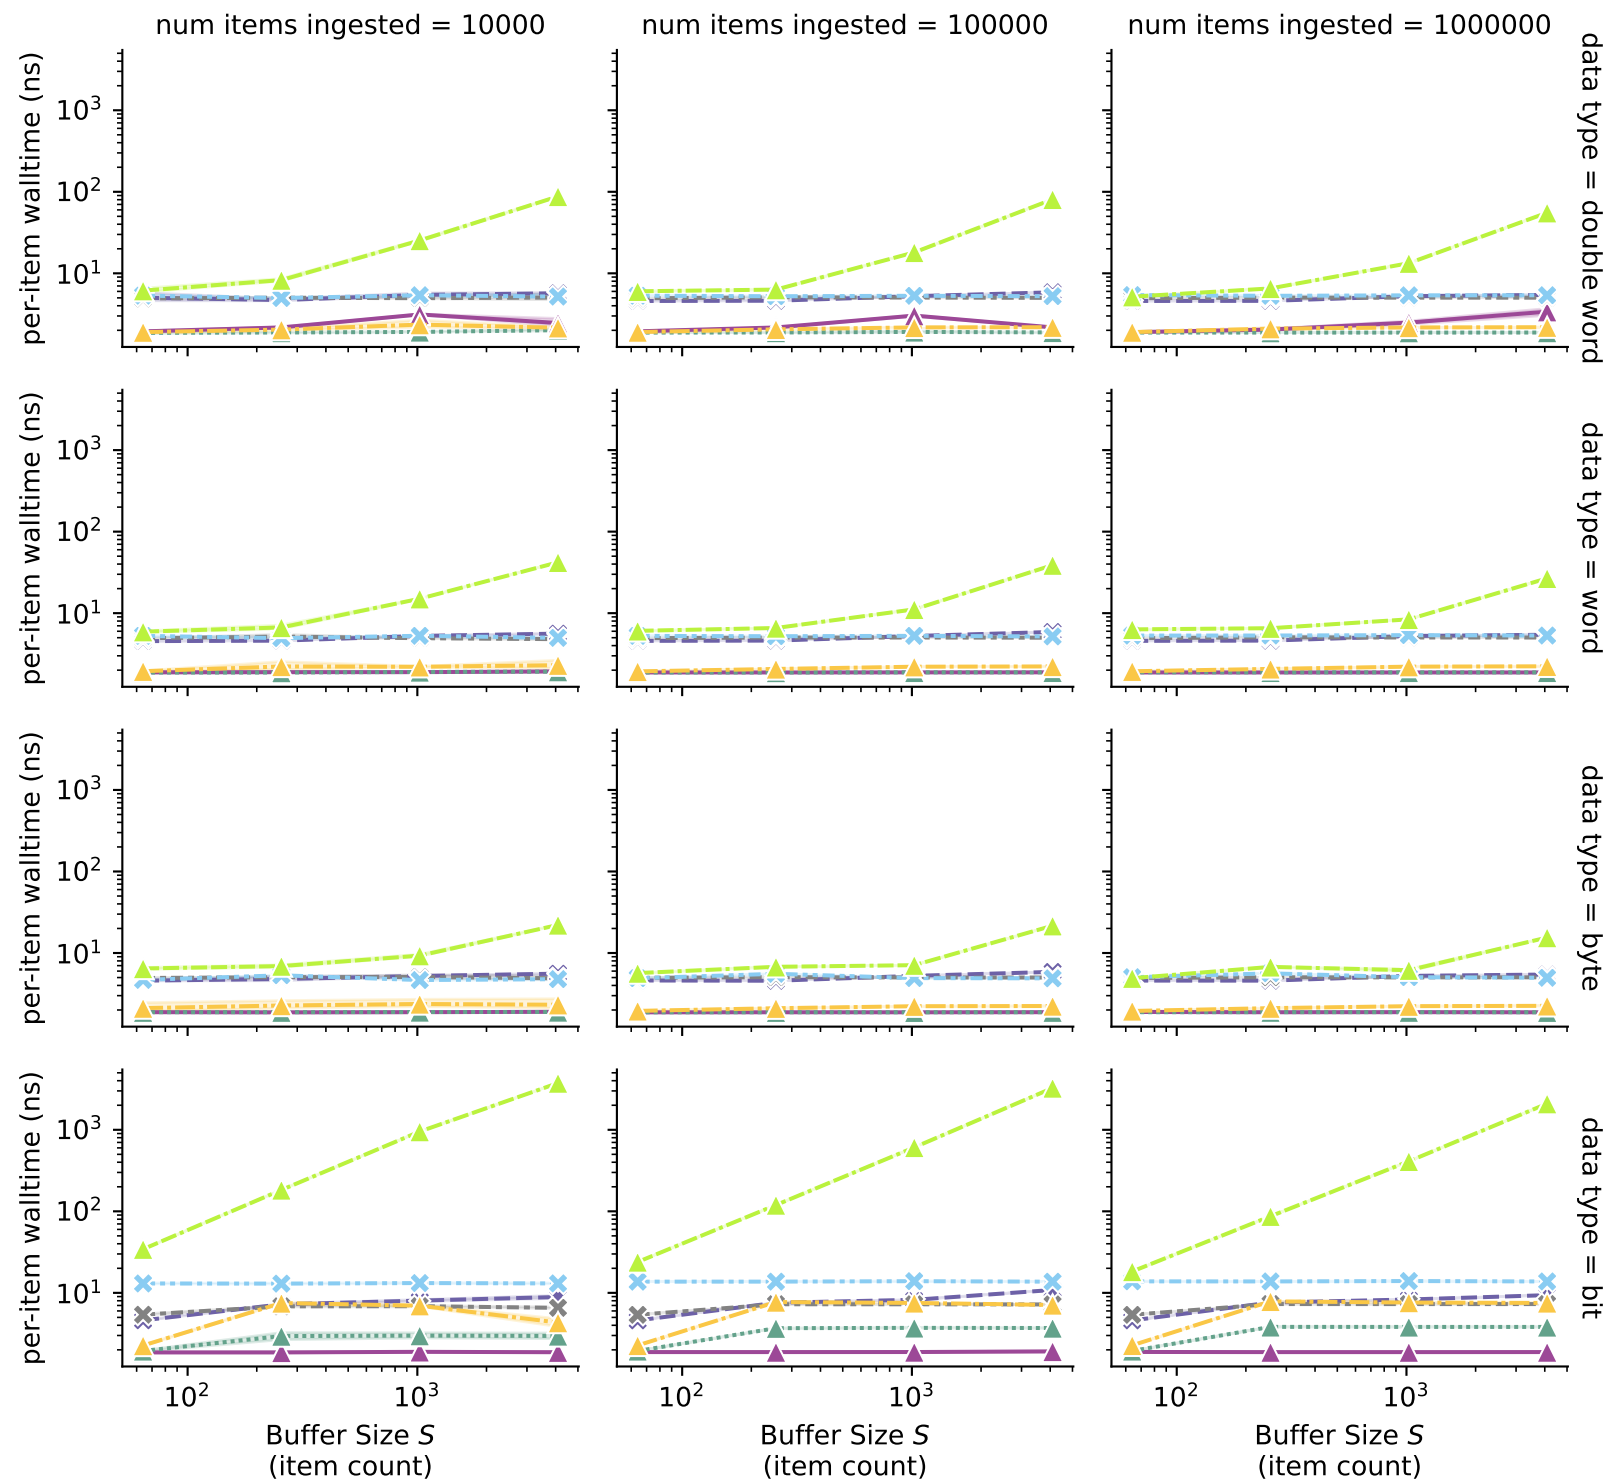 num items ingested = 10000
num items ingested = 100000
num items ingested = 1000000
per-item walltime (ns)
10³
10²
10¹
data type = double word
per-item walltime (ns)
10³
10²
10¹
data type = word
per-item walltime (ns)
10³
10²
10¹
data type = byte
per-item walltime (ns)
10³
10²
10¹
data type = bit
10² 10³
10² 10³
10² 10³
Buffer Size S
(item count)
Buffer Size S
(item count)
Buffer Size S
(item count)